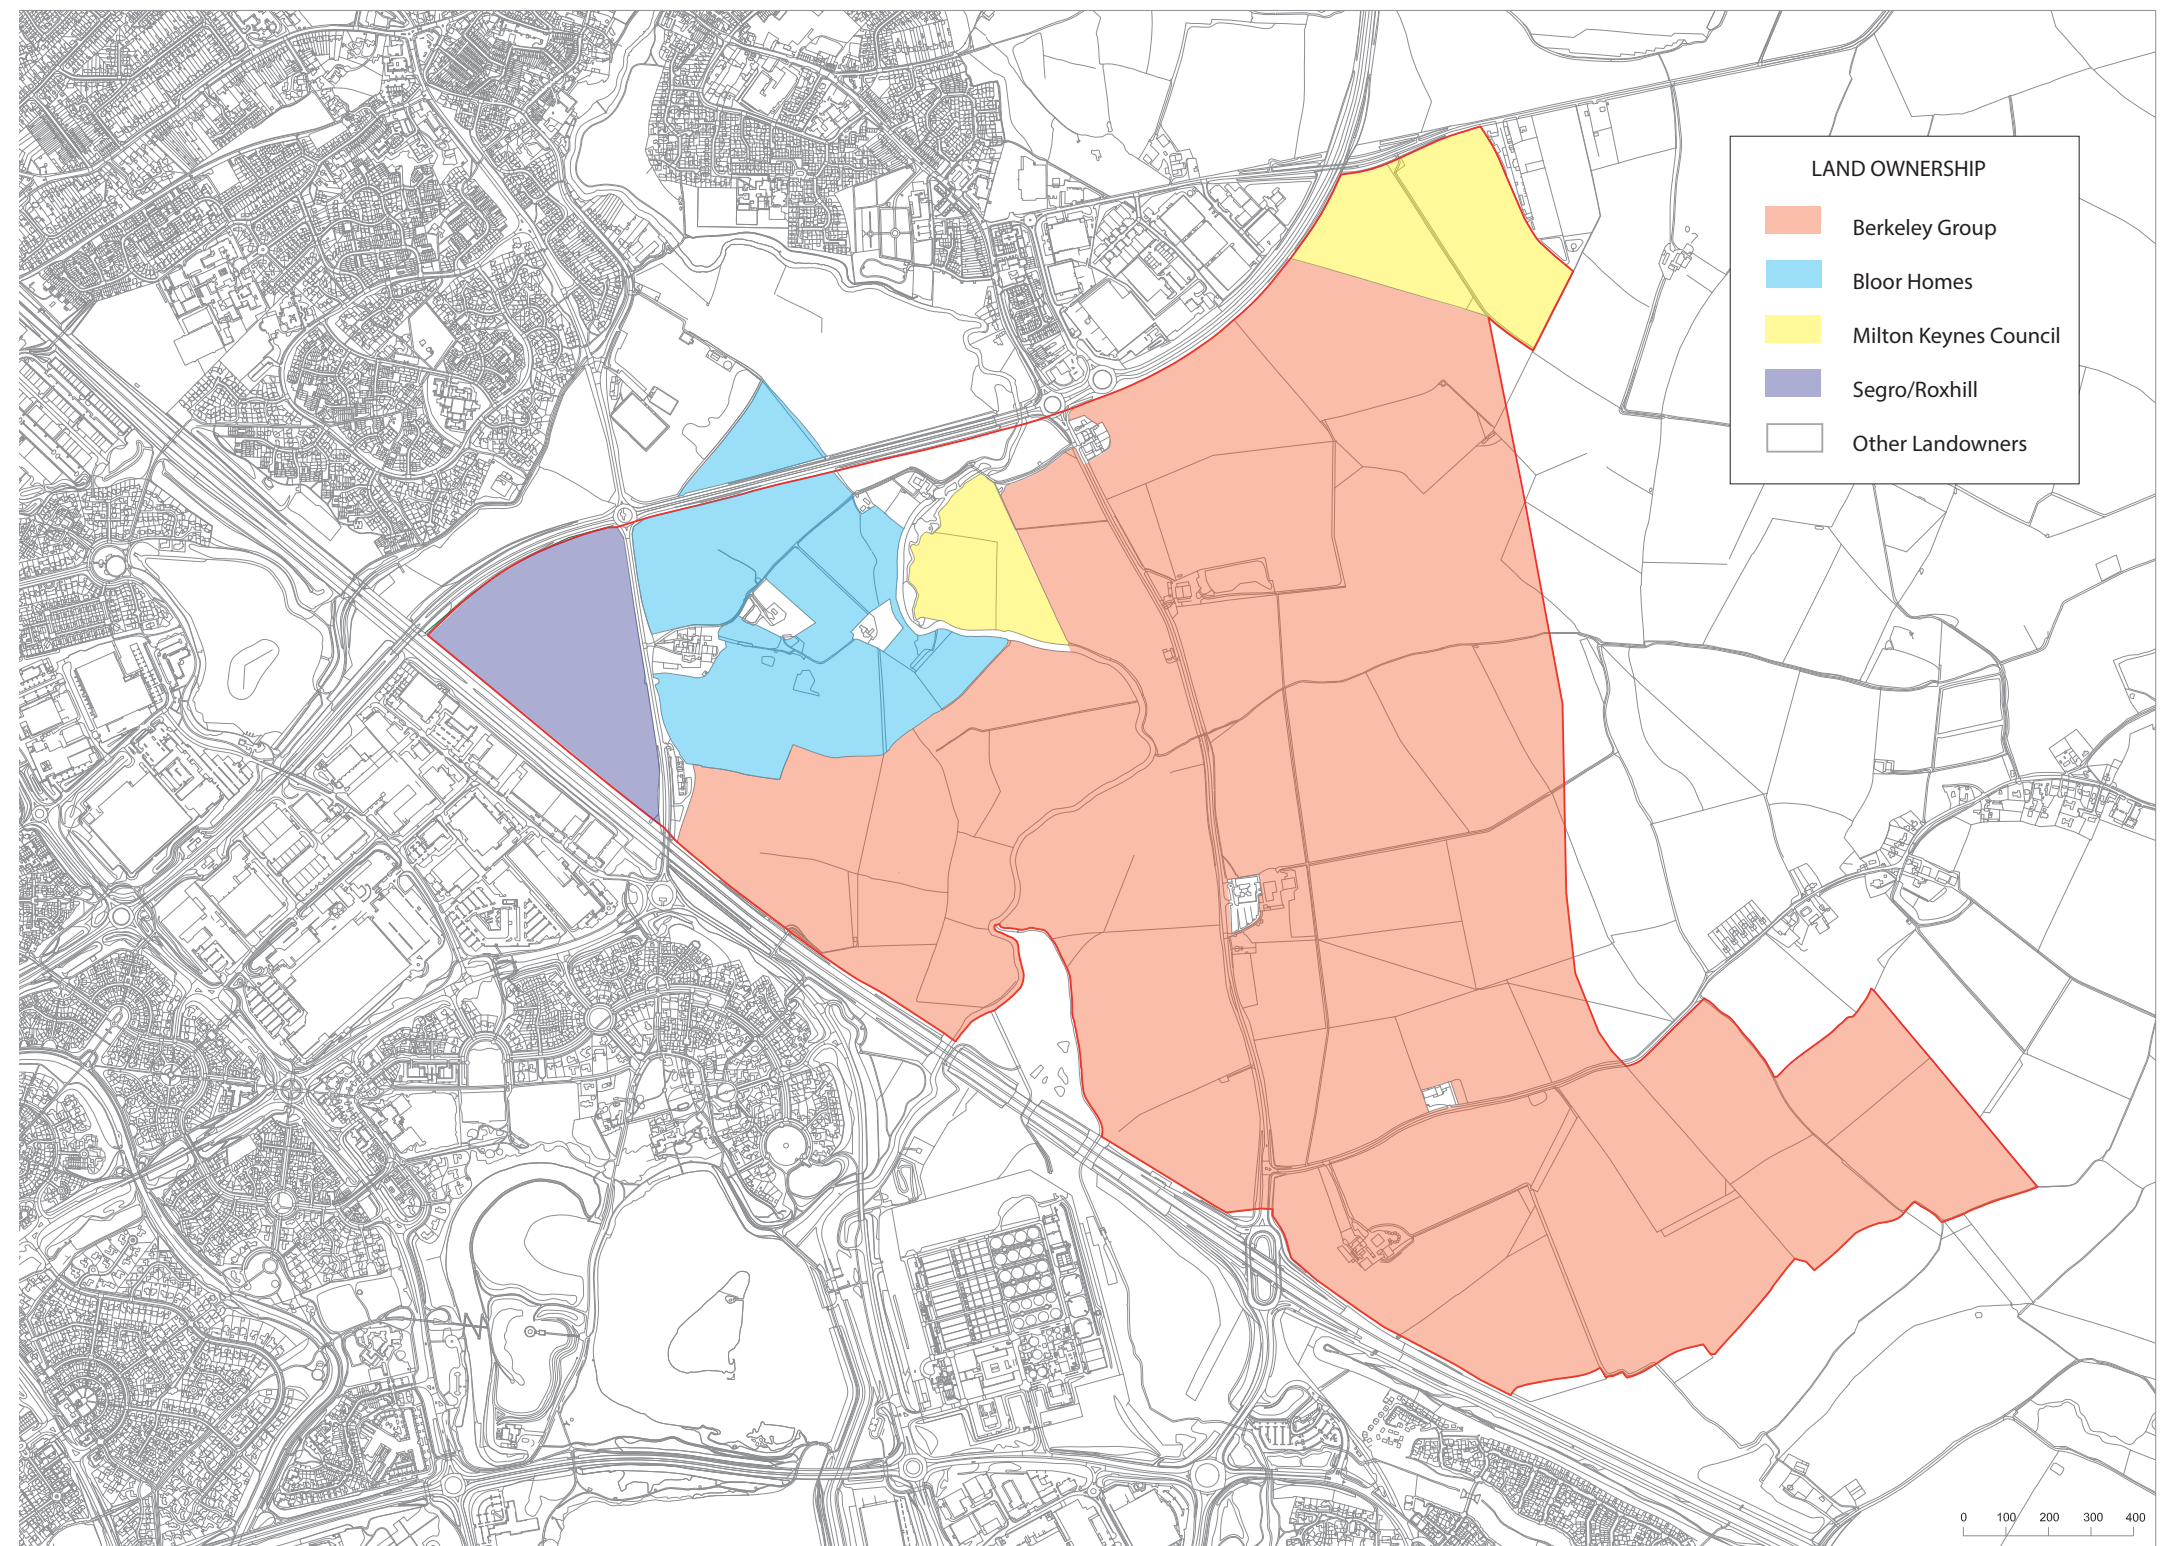 LAND OWNERSHIP
Berkeley Group
Bloor Homes
Milton Keynes Council
Segro/Roxhill
Other Landowners
0 100 200 300 400